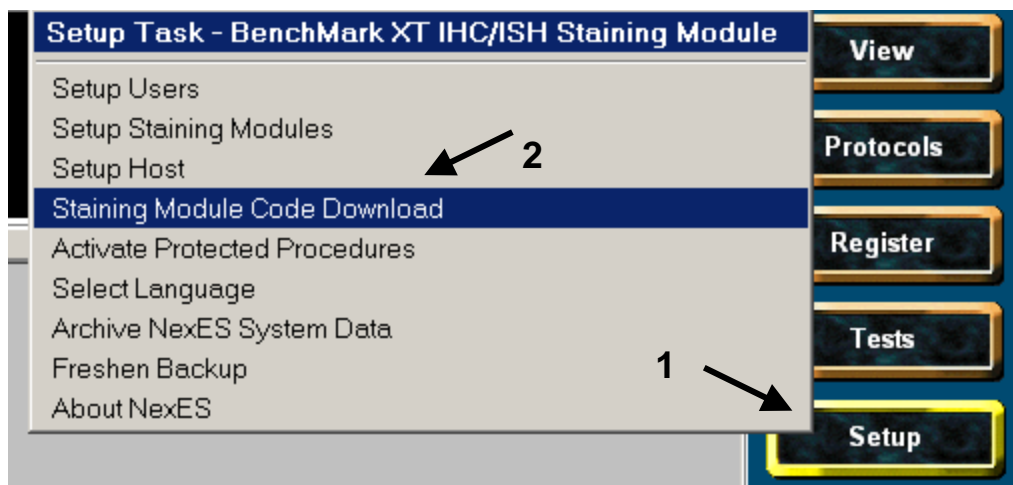 Setup Task - BenchMark XT IHC/ISH Staining Module
Setup Users
Setup Staining Modules
Setup Host
Staining Module Code Download
Activate Protected Procedures
Select Language
Archive NexES System Data
Freshen Backup
About NexES
2
1
View
Protocols
Register
Tests
Setup